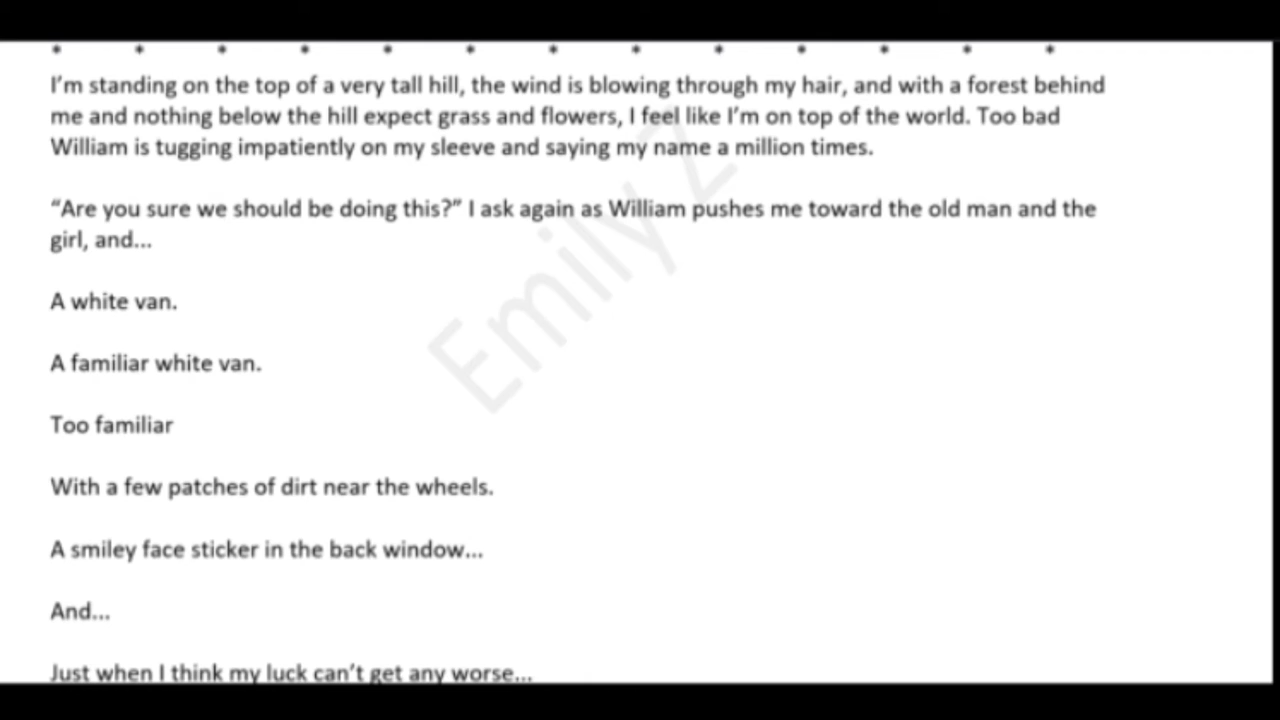 * * * * * * * * * * * * *
I’m standing on the top of a very tall hill, the wind is blowing through my hair, and with a forest behind
me and nothing below the hill expect grass and flowers, I feel like I’m on top of the world. Too bad
William is tugging impatiently on my sleeve and saying my name a million times.
“Are you sure we should be doing this?” I ask again as William pushes me toward the old man and the
girl, and...
A white van.
A familiar white van.
Too familiar
With a few patches of dirt near the wheels.
A smiley face sticker in the back window...
And...
Just when I think my luck can’t get any worse...
Emily Z